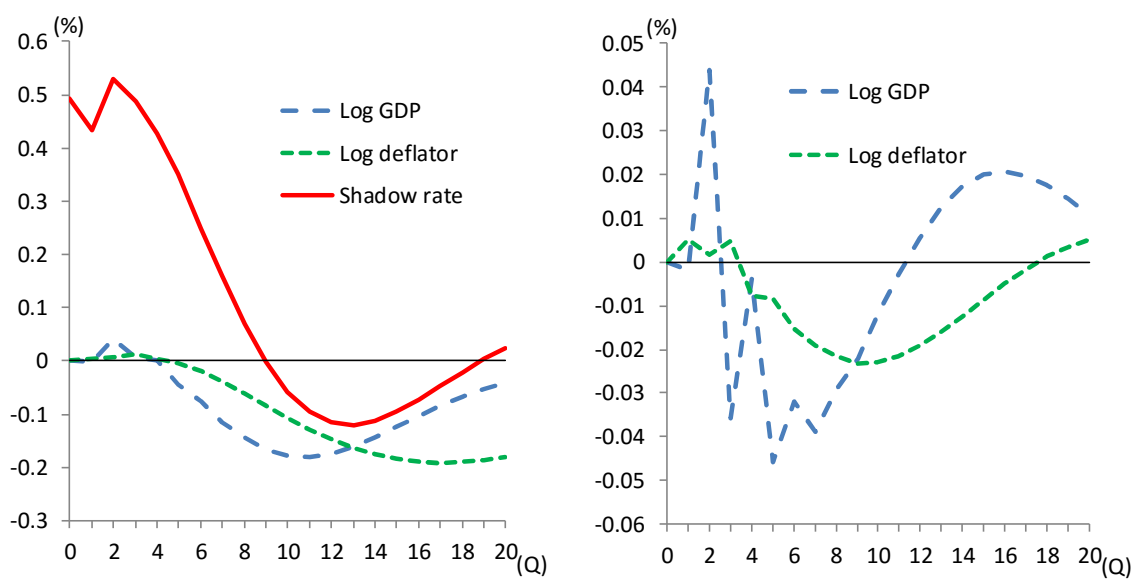 (%)
0.6
0.5
0.4
0.3
0.2
0.1
0
-0.1
-0.2
-0.3
Log GDP
Log deflator
Shadow rate
0 2 4 6 8 10 12 14 16 18 20
(Q)
(%)
0.05
0.04
0.03
0.02
0.01
0
-0.01
-0.02
-0.03
-0.04
-0.05
-0.06
Log GDP
Log deflator
0 2 4 6 8 10 12 14 16 18 20
(Q)